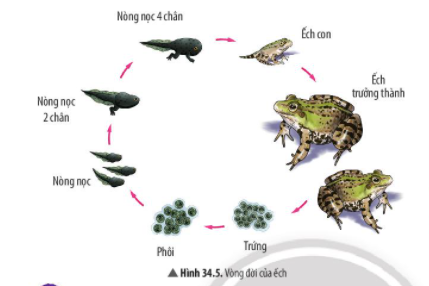 Nòng nọc 4 chân
Ếch con
Ếch
trưởng thành
Nòng nọc
2 chân
Nòng nọc
Phôi
Trứng
▲ Hình 34.5. Vòng đời của ếch